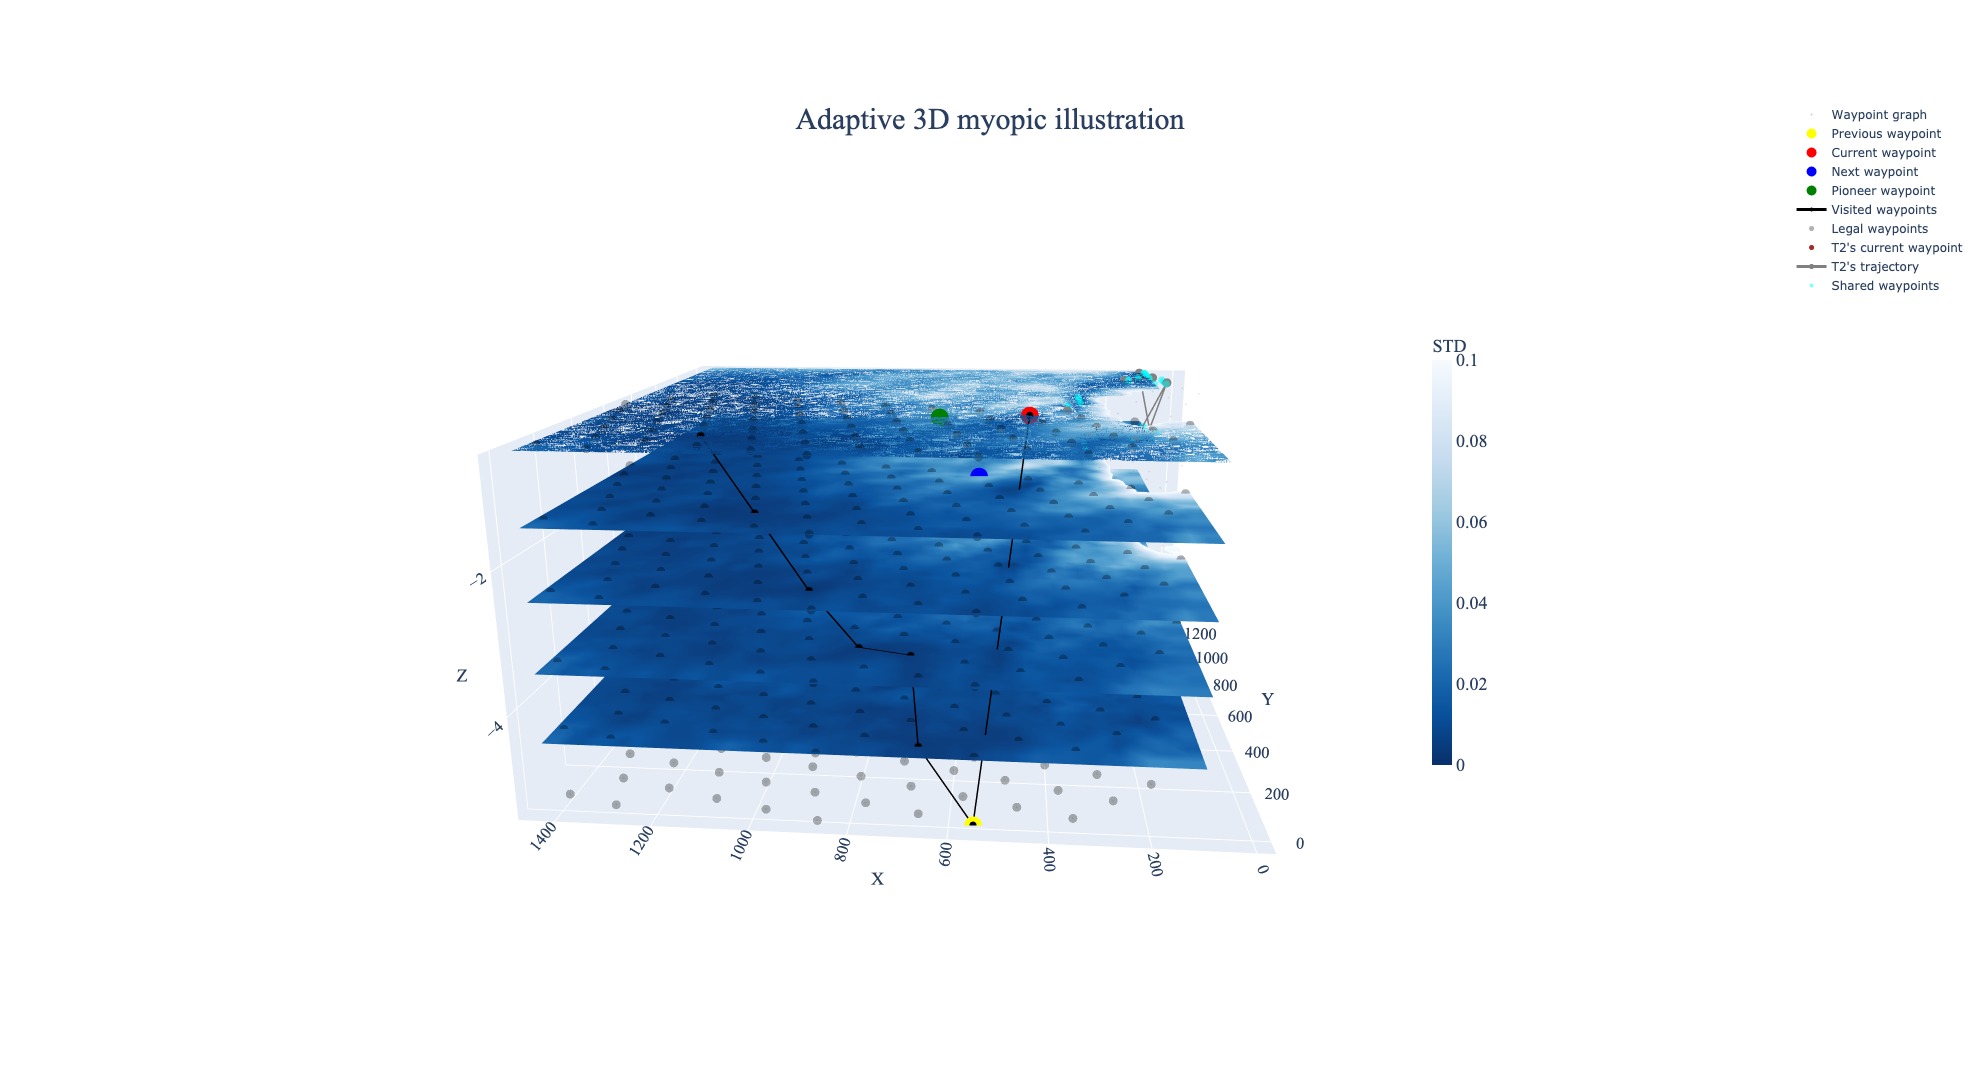 Adaptive 3D myopic illustration
Waypoint graph
Previous waypoint
Current waypoint
Next waypoint
Pioneer waypoint
Visited waypoints
Legal waypoints
T2's current waypoint
T2's trajectory
Shared waypoints
STD
0.1
0.08
0.06
0.04
0.02
0
−2
−4
Z
1200
1000
800
600
400
200
0
Y
1400
1200
1000
800
600
400
200
0
X